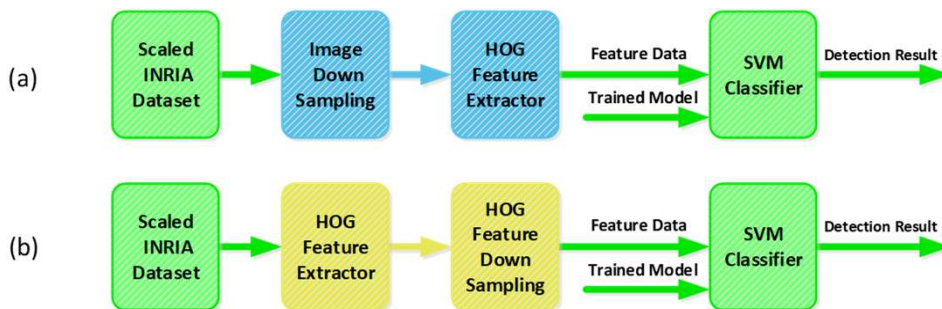 (a)
Scaled
INRIA
Dataset
Image
Down
Sampling
HOG
Feature
Extractor
Feature Data
Trained Model
SVM
Classifier
Detection Result
(b)
Scaled
INRIA
Dataset
HOG
Feature
Extractor
HOG
Feature
Down
Sampling
Feature Data
Trained Model
SVM
Classifier
Detection Result